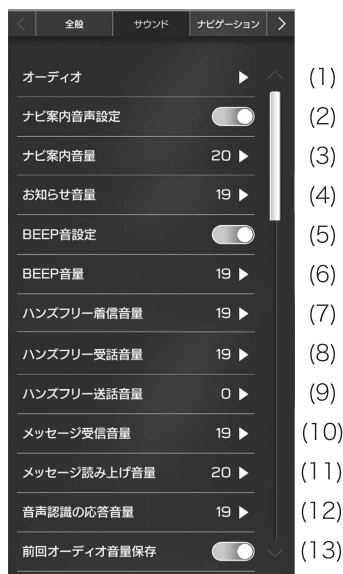 全般 サウンド ナビゲーション
オーディオ (1)
ナビ案内音声設定 (2)
ナビ案内音量 20 (3)
お知らせ音量 19 (4)
BEEP音設定 (5)
BEEP音量 19 (6)
ハンズフリー着信音量 19 (7)
ハンズフリー受話音量 19 (8)
ハンズフリー送話音量 0 (9)
メッセージ受信音量 19 (10)
メッセージ読み上げ音量 20 (11)
音声認識の応答音量 19 (12)
前回オーディオ音量保存 (13)